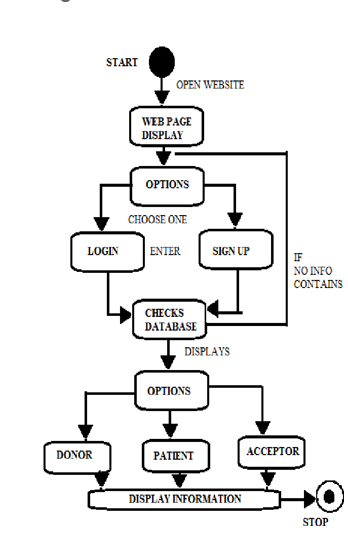 START
OPEN WEBSITE
WEB PAGE
DISPLAY
OPTIONS
CHOOSE ONE
LOGIN
ENTER
SIGN UP
IF
NO INFO
CONTAINS
CHECKS
DATABASE
DISPLAYS
OPTIONS
DONOR
PATIENT
ACCEPTOR
DISPLAY INFORMATION
STOP